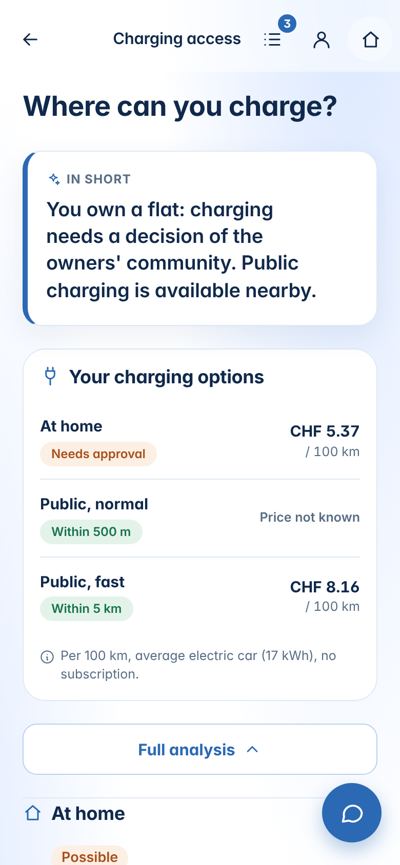 Charging access
3
Where can you charge?
IN SHORT
You own a flat: charging
needs a decision of the
owners' community. Public
charging is available nearby.
Your charging options
At home
CHF 5.37
Needs approval
/ 100 km
Public, normal
Price not known
Within 500 m
Public, fast
CHF 8.16
Within 5 km
/ 100 km
Per 100 km, average electric car (17 kWh), no
subscription.
Full analysis
At home
Possible